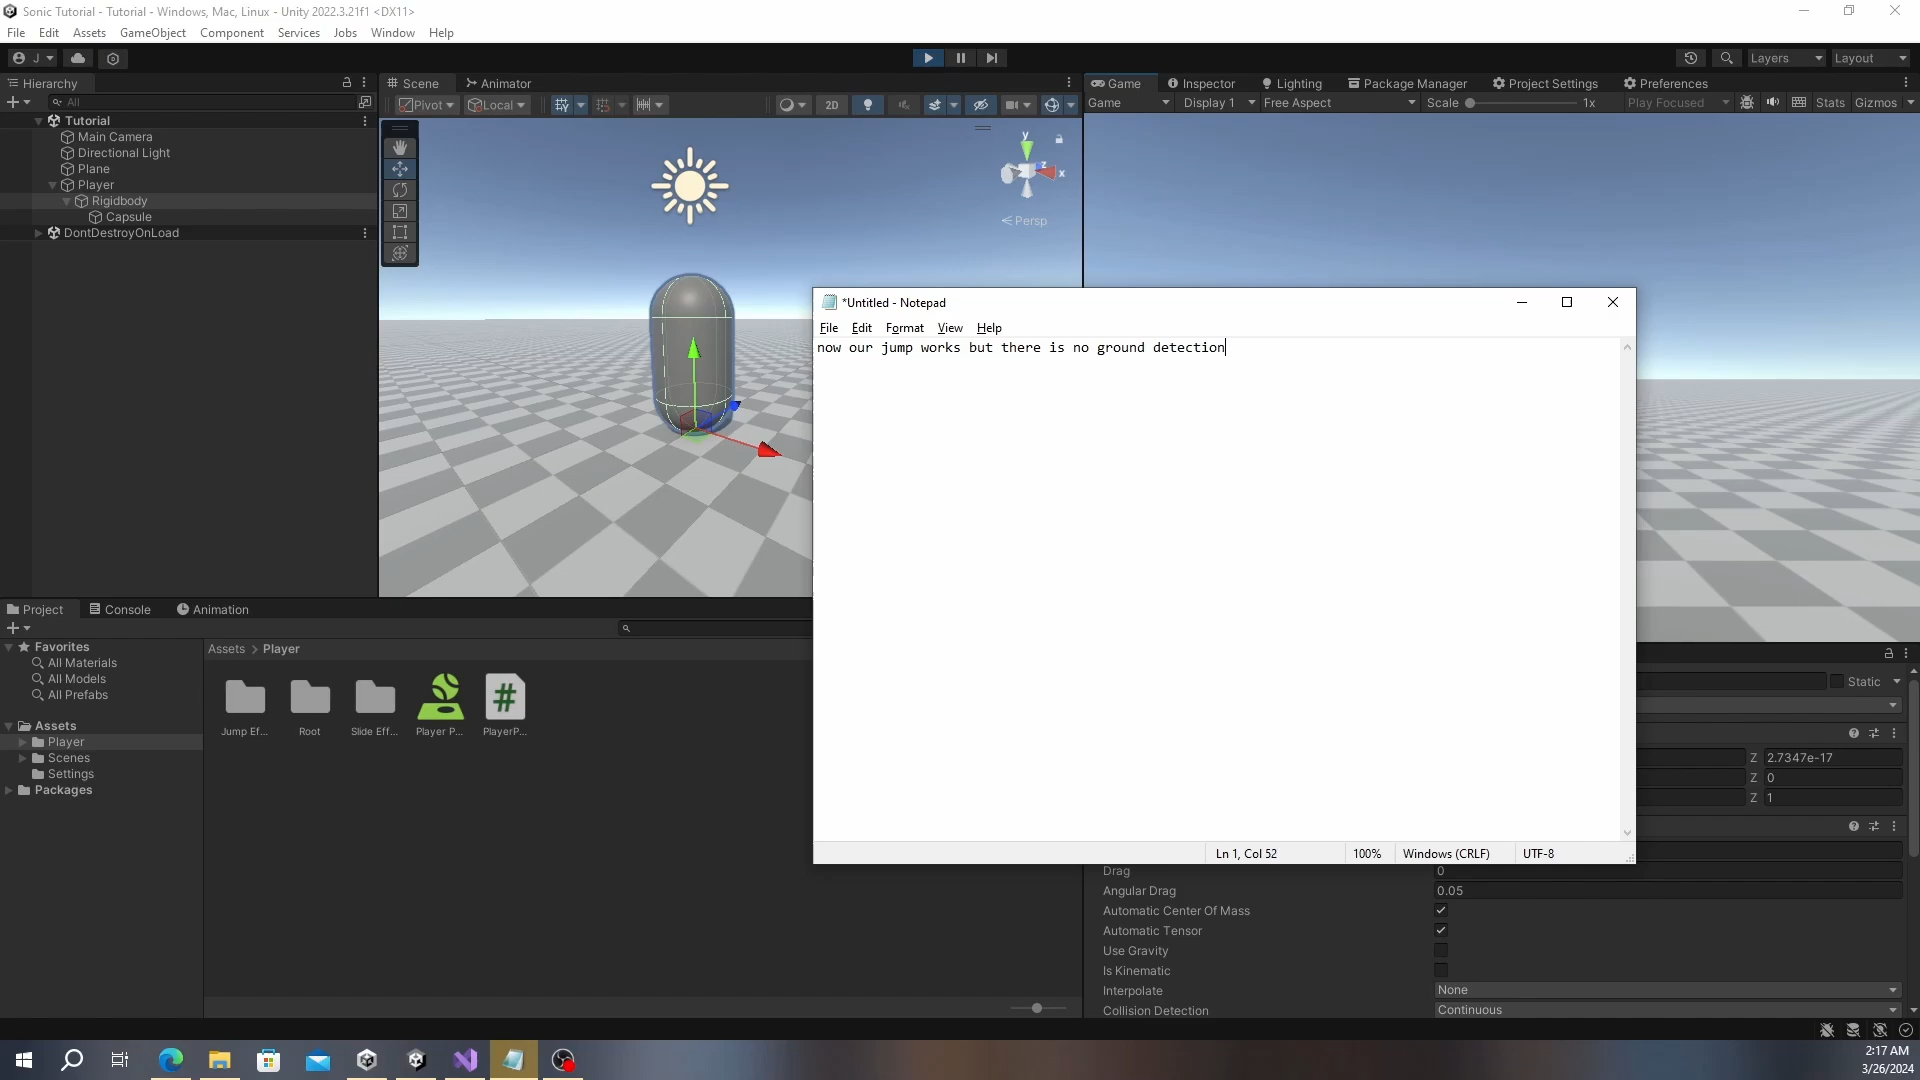 Sonic Tutorial - Tutorial - Windows, Mac, Linux - Unity 2022.3.21f1 <DX11>
File Edit Assets GameObject Component Services Jobs Window Help
J Layers Layout
Hierarchy Scene Animator Game Inspector Lighting Package Manager Project Settings Preferences
All Pivot Local 2D Game Display 1 Free Aspect Scale 1x Play Focused Stats Gizmos
Tutorial
Main Camera
Directional Light
Plane
Player
Rigidbody
Capsule
DontDestroyOnLoad
y
z
x
Persp
*Untitled - Notepad
File Edit Format View Help
now our jump works but there is no ground detection
Ln 1, Col 52 100% Windows (CRLF) UTF-8
Project Console Animation
Favorites
All Materials
All Models
All Prefabs
Assets
Player
Scenes
Settings
Packages
Assets > Player
Jump Ef... Root Slide Eff... Player P... PlayerP...
Static
Z 2.7347e-17
Z 0
Z 1
Drag 0
Angular Drag 0.05
Automatic Center Of Mass
Automatic Tensor
Use Gravity
Is Kinematic
Interpolate None
Collision Detection Continuous
2:17 AM
3/26/2024